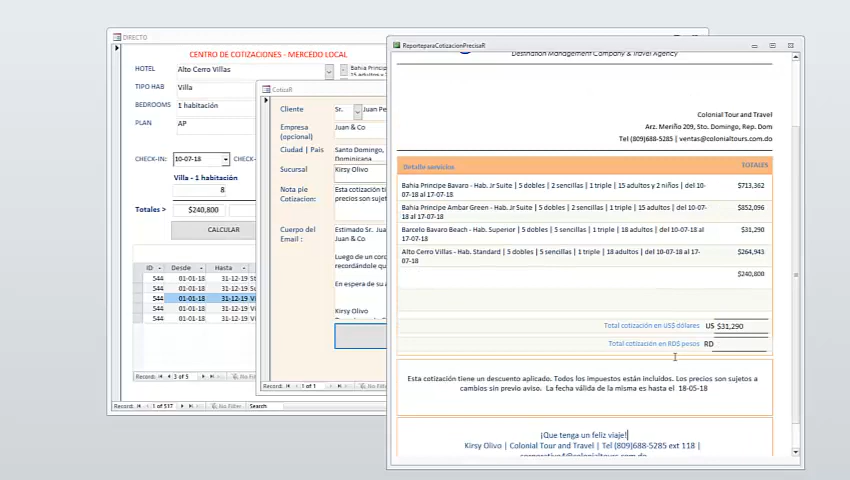 DIRECTO
CENTRO DE COTIZACIONES - MERCEDO LOCAL
HOTEL Alto Cerro Villas
Bahia Principe
15 adultos y 2
TIPO HAB Villa
BEDROOMS 1 habitación
PLAN AP
CHECK-IN: 10-07-18 CHECK-
Villa - 1 habitación
8
Totales > $240,800
CALCULAR
ID Desde Hasta
544 01-01-18 31-12-19
544 01-01-18 31-12-19
544 01-01-18 31-12-19
544 01-01-18 31-12-19
544 01-01-18 31-12-19
Record: 3 of 5 No Filter
Record: 1 of 517 No Filter Search
CotizaR
Cliente Sr. Juan Pe
Empresa Juan & Co
(opcional)
Ciudad | Pais Santo Domingo,
Dominicana
Sucursal Kirsy Olivo
Nota pie Esta cotización ti
Cotizacion: precios son sujet
Cuerpo del Estimado Sr. Jua
Email : Juan & Co
Luego de un cord
recordándole qu
En espera de su a
Kirsy Olivo
Record: 1 of 1 No Filter
ReporteparaCotizacionPrecisaR
Destination Management Company & Travel Agency
Colonial Tour and Travel
Arz. Meriño 209, Sto. Domingo, Rep. Dom
Tel (809)688-5285 | ventas@colonialtours.com.do
Detalle servicios TOTALES
Bahia Principe Bavaro - Hab. Jr Suite | 5 dobles | 2 sencillas | 1 triple | 15 adultos y 2 niños | del 10- $713,362
07-18 al 17-07-18
Bahia Principe Ambar Green - Hab. Jr Suite | 5 dobles | 2 sencillas | 1 triple | 15 adultos | del 10-07- $852,096
18 al 17-07-18
Barcelo Bavaro Beach - Hab. Superior | 5 dobles | 5 sencillas | 1 triple | 18 adultos | del 10-07-18 al $31,290
17-07-18
Alto Cerro Villas - Hab. Standard | 5 dobles | 5 sencillas | 1 triple | 18 adultos | del 10-07-18 al 17- $264,943
07-18
$240,800
Total cotización en US$ dólares US $31,290
Total cotización en RD$ pesos RD
Esta cotización tiene un descuento aplicado. Todos los impuestos están incluidos. Los precios son sujetos a
cambios sin previo aviso. La fecha válida de la misma es hasta el 18-05-18
¡Que tenga un feliz viaje!
Kirsy Olivo | Colonial Tour and Travel | Tel (809)688-5285 ext 118 |